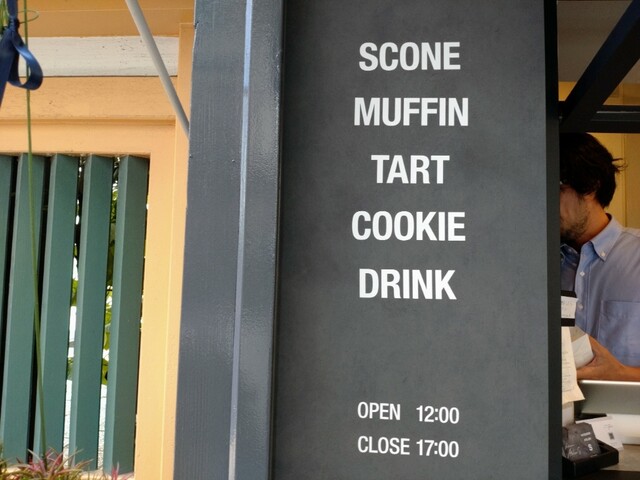 SCONE
MUFFIN
TART
COOKIE
DRINK
OPEN 12:00
CLOSE 17:00